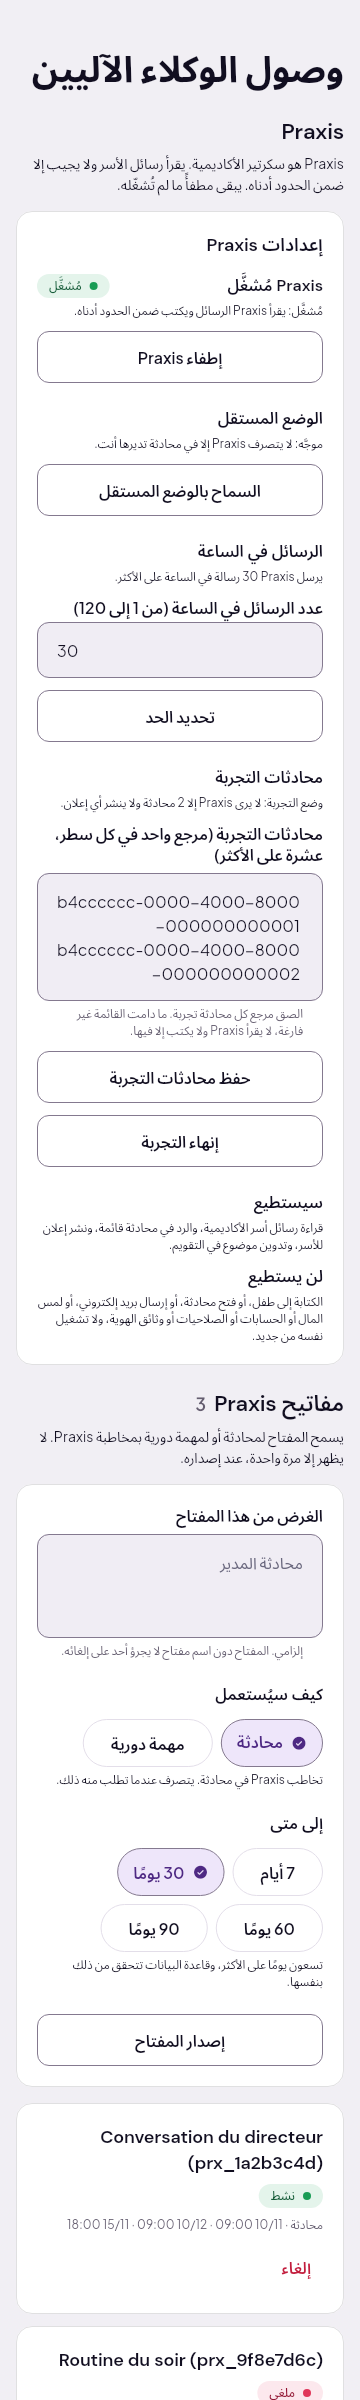 وصول الوكلاء الآليين
Praxis
Praxis هو سكرتير الأكاديمية. يقرأ رسائل الأسر ولا يجيب إلا
ضمن الحدود أدناه. يبقى مطفأً ما لم تُشغّله.
إعدادات Praxis
Praxis مُشغَّل
مُشغَّل
مُشغَّل: يقرأ Praxis الرسائل ويكتب ضمن الحدود أدناه.
إطفاء Praxis
الوضع المستقل
موجَّه: لا يتصرف Praxis إلا في محادثة تديرها أنت.
السماح بالوضع المستقل
الرسائل في الساعة
يرسل Praxis 30 رسالة في الساعة على الأكثر.
عدد الرسائل في الساعة (من 1 إلى 120)
30
تحديد الحد
محادثات التجربة
وضع التجربة: لا يرى Praxis إلا 2 محادثة ولا ينشر أي إعلان.
محادثات التجربة (مرجع واحد في كل سطر،
عشرة على الأكثر)
b4cccccc-0000-4000-8000
-000000000001
b4cccccc-0000-4000-8000
-000000000002
الصق مرجع كل محادثة تجربة. ما دامت القائمة غير
فارغة، لا يقرأ Praxis ولا يكتب إلا فيها.
حفظ محادثات التجربة
إنهاء التجربة
سيستطيع
قراءة رسائل أسر الأكاديمية، والرد في محادثة قائمة، ونشر إعلان
للأسر، وتدوين موضوع في التقويم.
لن يستطيع
الكتابة إلى طفل، أو فتح محادثة، أو إرسال بريد إلكتروني، أو لمس
المال أو الحسابات أو الصلاحيات أو وثائق الهوية، ولا تشغيل
نفسه من جديد.
مفاتيح Praxis 3
يسمح المفتاح لمحادثة أو لمهمة دورية بمخاطبة Praxis. لا
يظهر إلا مرة واحدة، عند إصداره.
الغرض من هذا المفتاح
محادثة المدير
إلزامي. المفتاح دون اسم مفتاح لا يجرؤ أحد على إلغائه.
كيف سيُستعمل
محادثة
مهمة دورية
تخاطب Praxis في محادثة. يتصرف عندما تطلب منه ذلك.
إلى متى
7 أيام
30 يومًا
60 يومًا
90 يومًا
تسعون يومًا على الأكثر، وقاعدة البيانات تتحقق من ذلك
بنفسها.
إصدار المفتاح
Conversation du directeur
(prx_1a2b3c4d)
نشط
محادثة · 10/11 09:00 · 10/12 09:00 · 15/11 18:00
إلغاء
Routine du soir (prx_9f8e7d6c)
ملغى